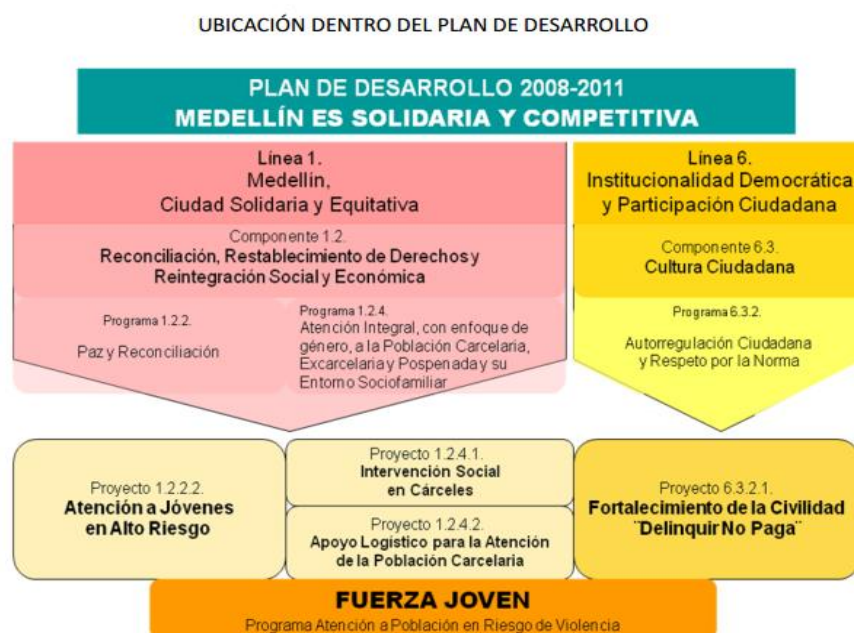 UBICACIÓN DENTRO DEL PLAN DE DESARROLLO
PLAN DE DESARROLLO 2008-2011
MEDELLÍN ES SOLIDARIA Y COMPETITIVA
Línea 1.
Medellín,
Ciudad Solidaria y Equitativa
Componente 1.2.
Reconciliación, Restablecimiento de Derechos y
Reintegración Social y Económica
Programa 1.2.2.
Paz y Reconciliación
Programa 1.2.4.
Atención Integral, con enfoque de
género, a la Población Carcelaria,
Excarcelaria y Pospenada y su
Entorno Sociofamiliar
Línea 6.
Institucionalidad Democrática
y Participación Ciudadana
Componente 6.3.
Cultura Ciudadana
Programa 6.3.2.
Autorregulación Ciudadana
y Respeto por la Norma
Proyecto 1.2.2.2.
Atención a Jóvenes
en Alto Riesgo
Proyecto 1.2.4.1.
Intervención Social
en Cárceles
Proyecto 1.2.4.2.
Apoyo Logístico para la Atención
de la Población Carcelaria
Proyecto 6.3.2.1.
Fortalecimiento de la Civilidad
¨Delinquir No Paga¨
FUERZA JOVEN
Programa Atención a Población en Riesgo de Violencia